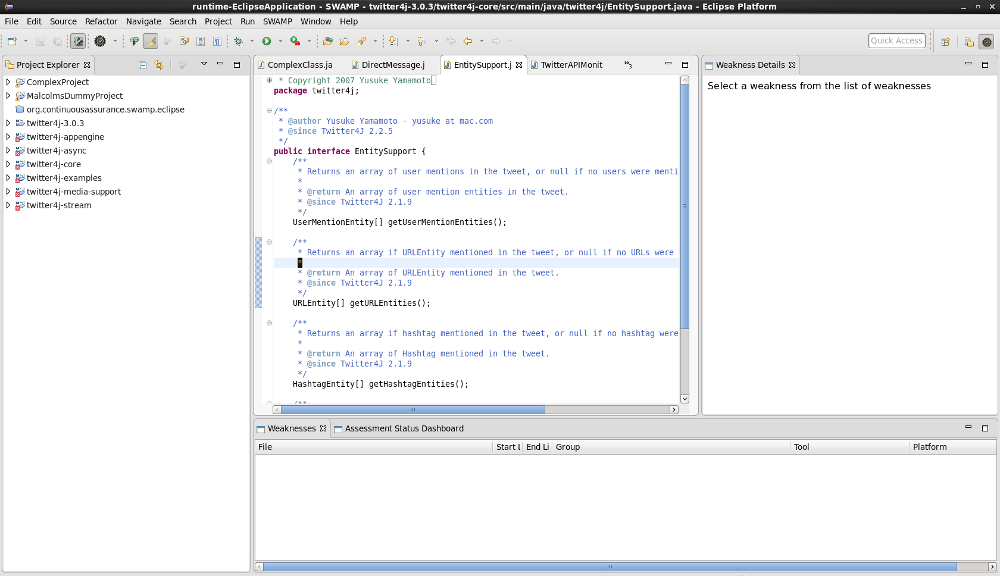 runtime-EclipseApplication - SWAMP - twitter4j-3.0.3/twitter4j-core/src/main/java/twitter4j/EntitySupport.java - Eclipse Platform
File Edit Source Refactor Navigate Search Project Run SWAMP Window Help
Quick Access
Project Explorer
ComplexProject
MalcolmsDummyProject
org.continuousassurance.swamp.eclipse
twitter4j-3.0.3
twitter4j-appengine
twitter4j-async
twitter4j-core
twitter4j-examples
twitter4j-media-support
twitter4j-stream
ComplexClass.ja DirectMessage.j EntitySupport.j TwitterAPIMonit »3
* Copyright 2007 Yusuke Yamamoto
package twitter4j;
/**
* @author Yusuke Yamamoto - yusuke at mac.com
* @since Twitter4J 2.2.5
*/
public interface EntitySupport {
/**
* Returns an array of user mentions in the tweet, or null if no users were menti
*
* @return An array of user mention entities in the tweet.
* @since Twitter4J 2.1.9
*/
UserMentionEntity[] getUserMentionEntities();
/**
* Returns an array if URLEntity mentioned in the tweet, or null if no URLs were
*
* @return An array of URLEntity mentioned in the tweet.
* @since Twitter4J 2.1.9
*/
URLEntity[] getURLEntities();
/**
* Returns an array if hashtag mentioned in the tweet, or null if no hashtag were
*
* @return An array of Hashtag mentioned in the tweet.
* @since Twitter4J 2.1.9
*/
HashtagEntity[] getHashtagEntities();
/**
Weakness Details
Select a weakness from the list of weaknesses
Weaknesses Assessment Status Dashboard
File Start l End Li Group Tool Platform